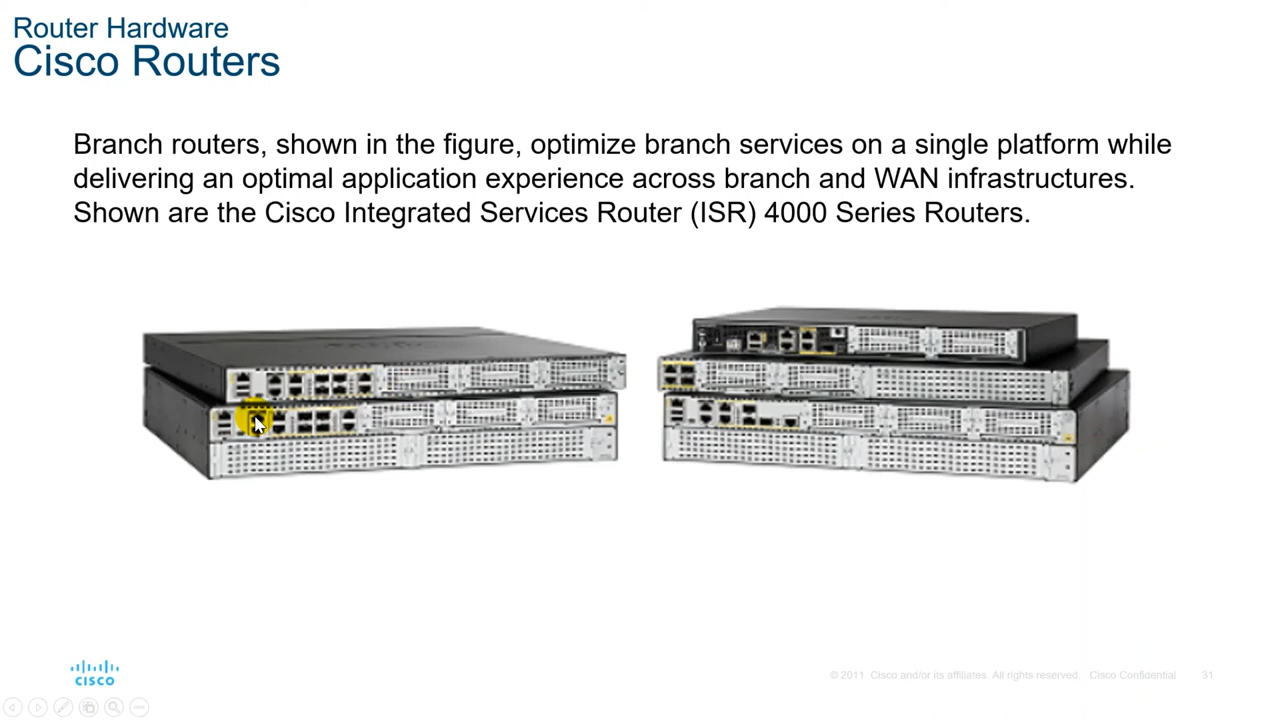 Router Hardware
Cisco Routers
Branch routers, shown in the figure, optimize branch services on a single platform while
delivering an optimal application experience across branch and WAN infrastructures.
Shown are the Cisco Integrated Services Router (ISR) 4000 Series Routers.
CISCO
© 2011 Cisco and/or its affiliates. All rights reserved. Cisco Confidential 31